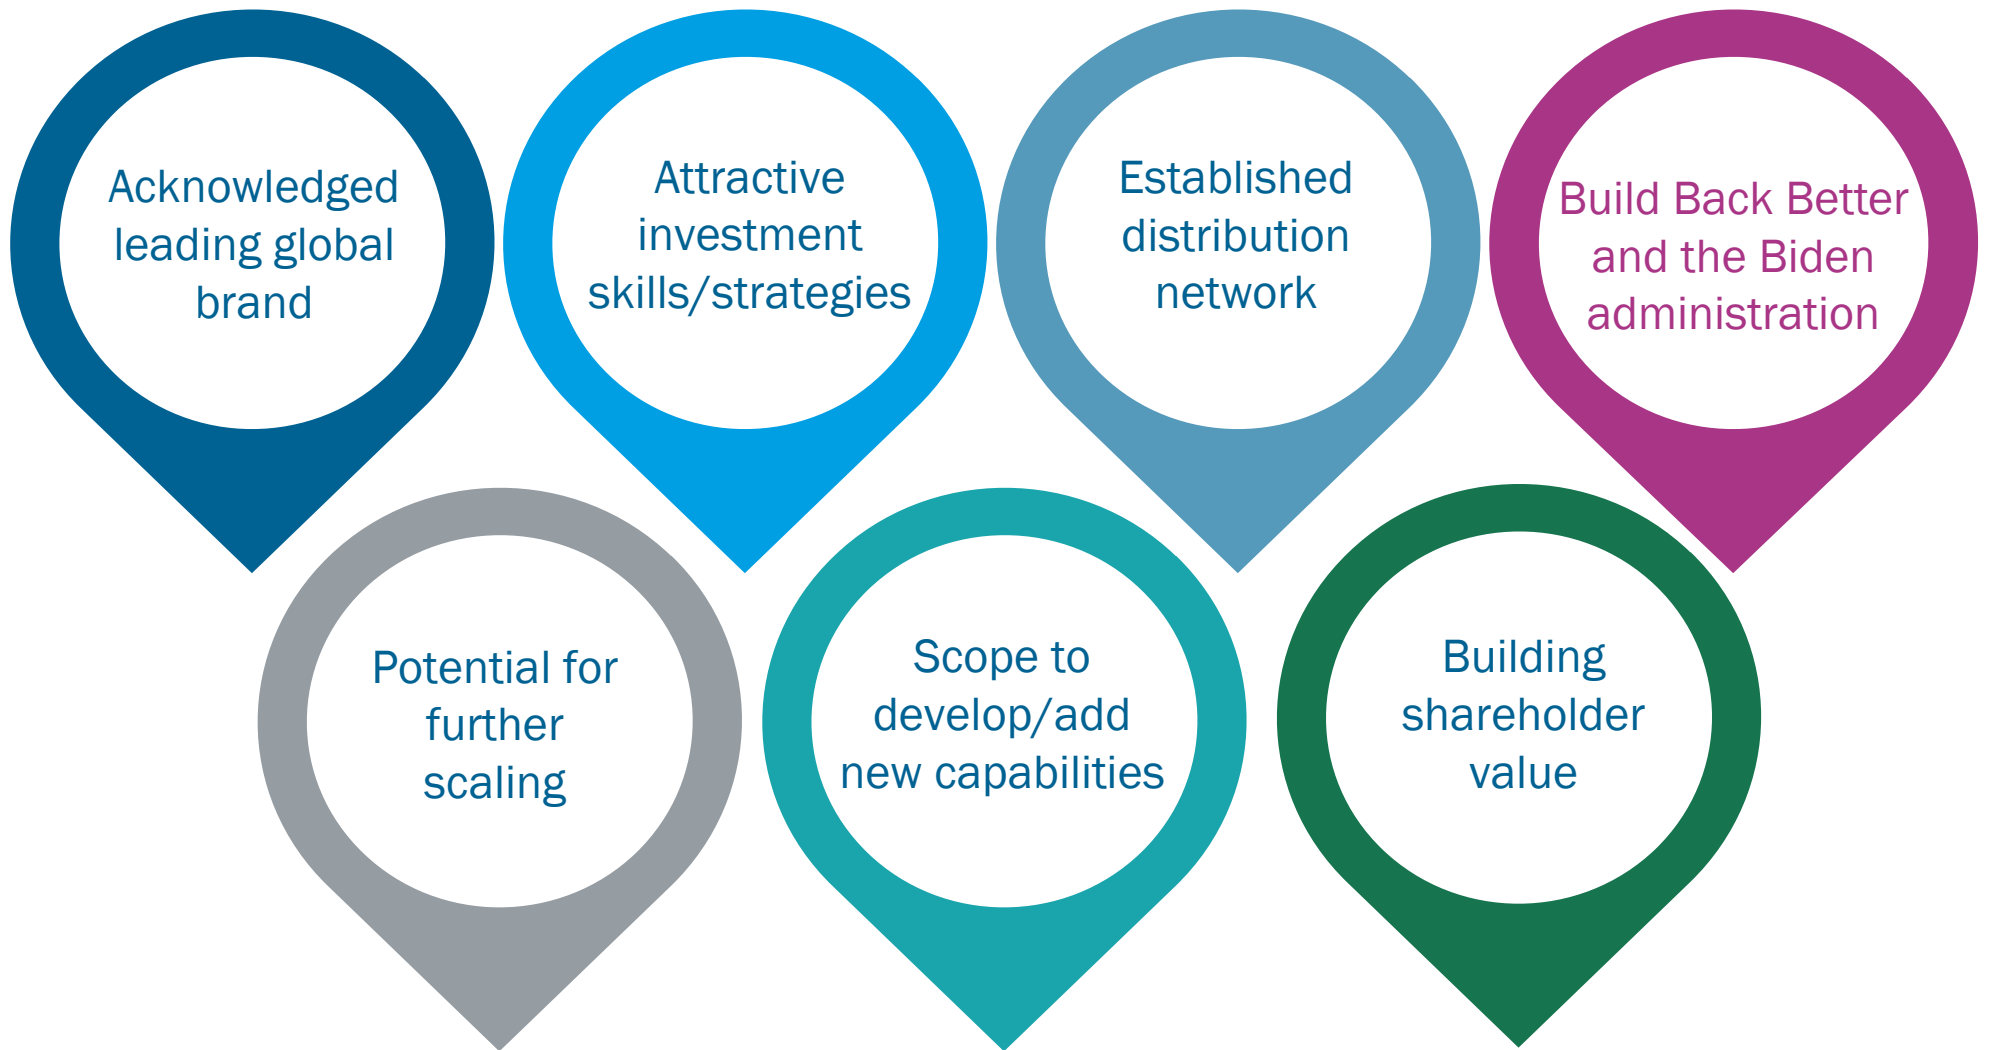 Acknowledged
leading global
brand
Attractive
investment
skills/strategies
Established
distribution
network
Build Back Better
and the Biden
administration
Potential for
further
scaling
Scope to
develop/add
new capabilities
Building
shareholder
value